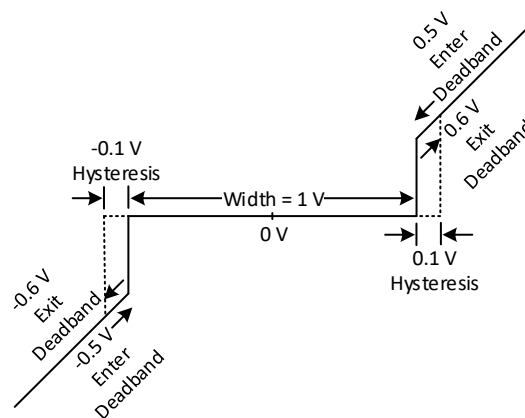 0.5 V
Enter
Deadband
0.6 V
Exit
Deadband
-0.1 V
Hysteresis
Width = 1 V
0 V
0.1 V
Hysteresis
-0.6 V
Exit
Deadband
-0.5 V
Enter
Deadband